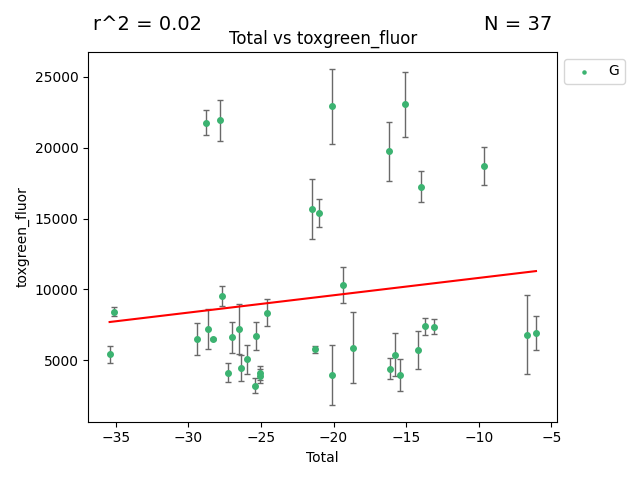 r^2 = 0.02
N = 37
Total vs toxgreen_fluor
G
25000
20000
15000
10000
5000
toxgreen_fluor
−35
−30
−25
−20
−15
−10
−5
Total